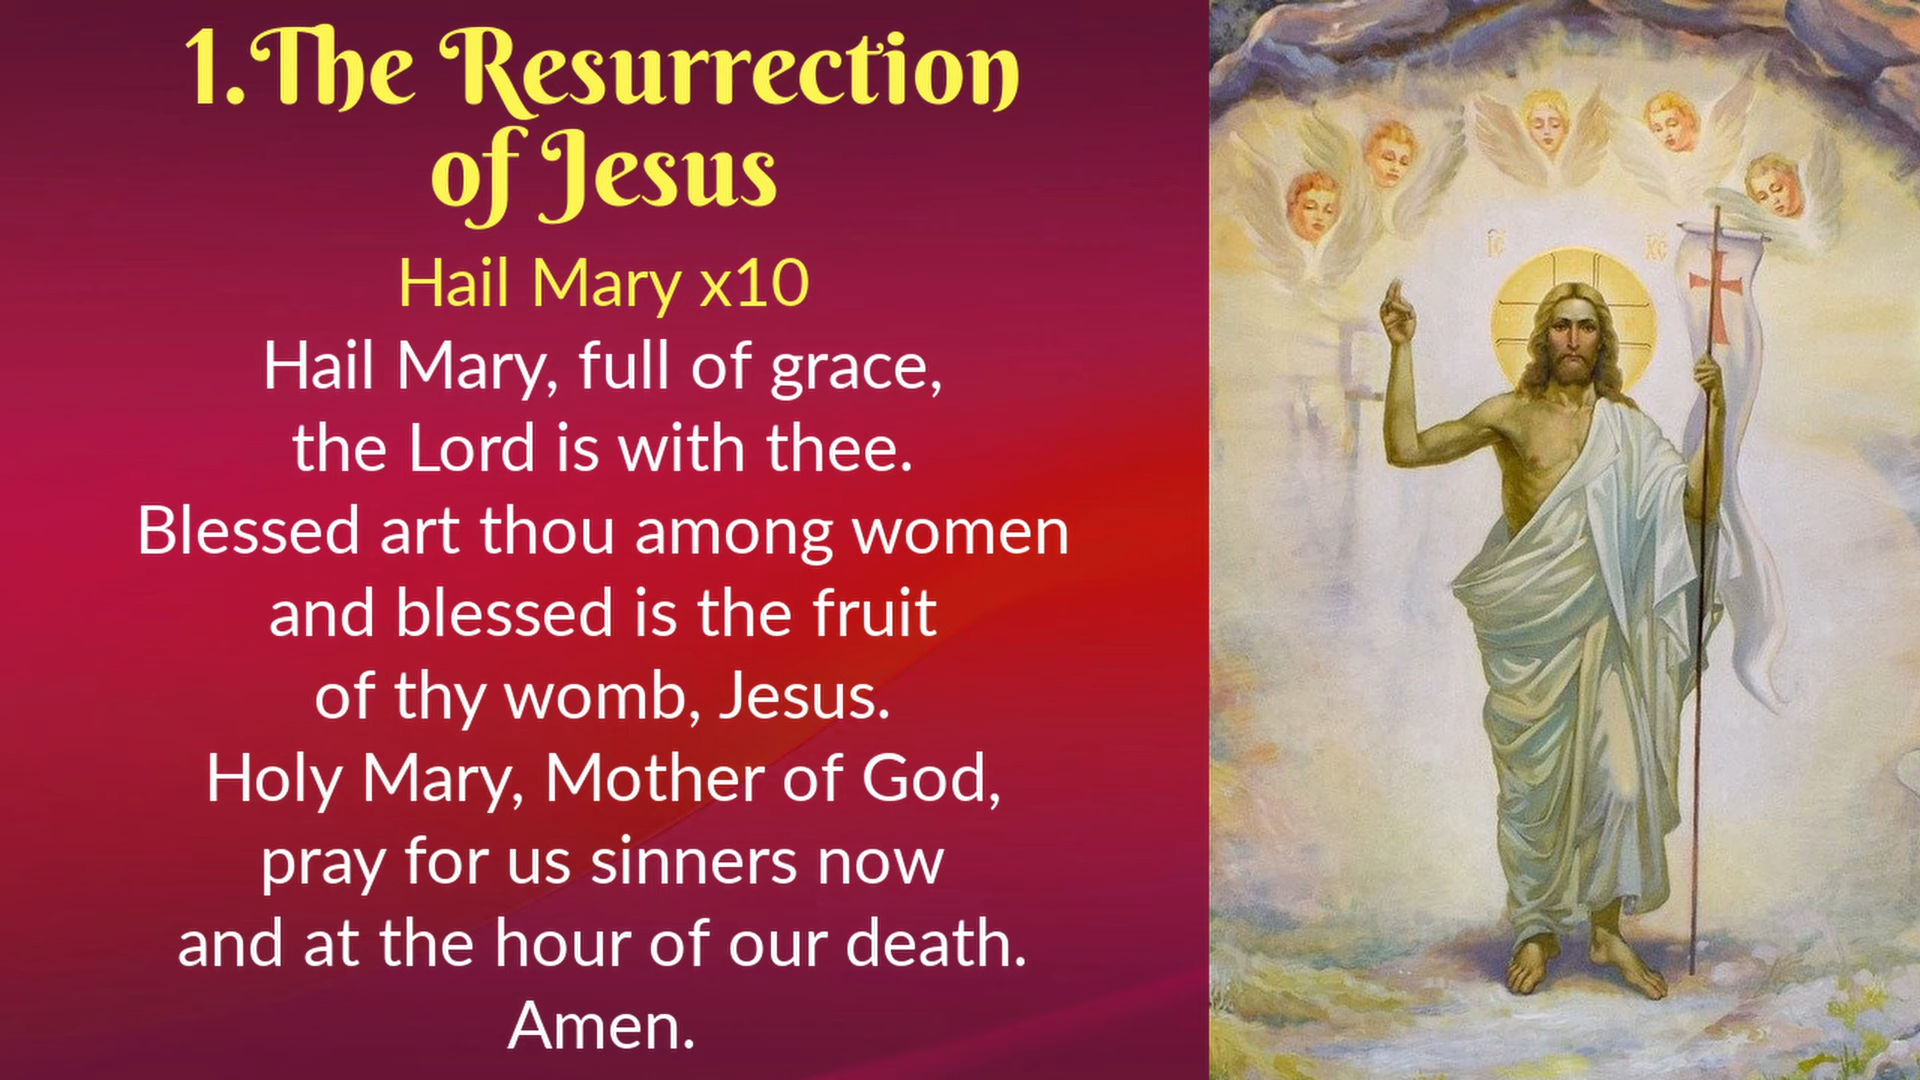 1.The Resurrection
of Jesus
Hail Mary x10
Hail Mary, full of grace,
the Lord is with thee.
Blessed art thou among women
and blessed is the fruit
of thy womb, Jesus.
Holy Mary, Mother of God,
pray for us sinners now
and at the hour of our death.
Amen.
IC XC